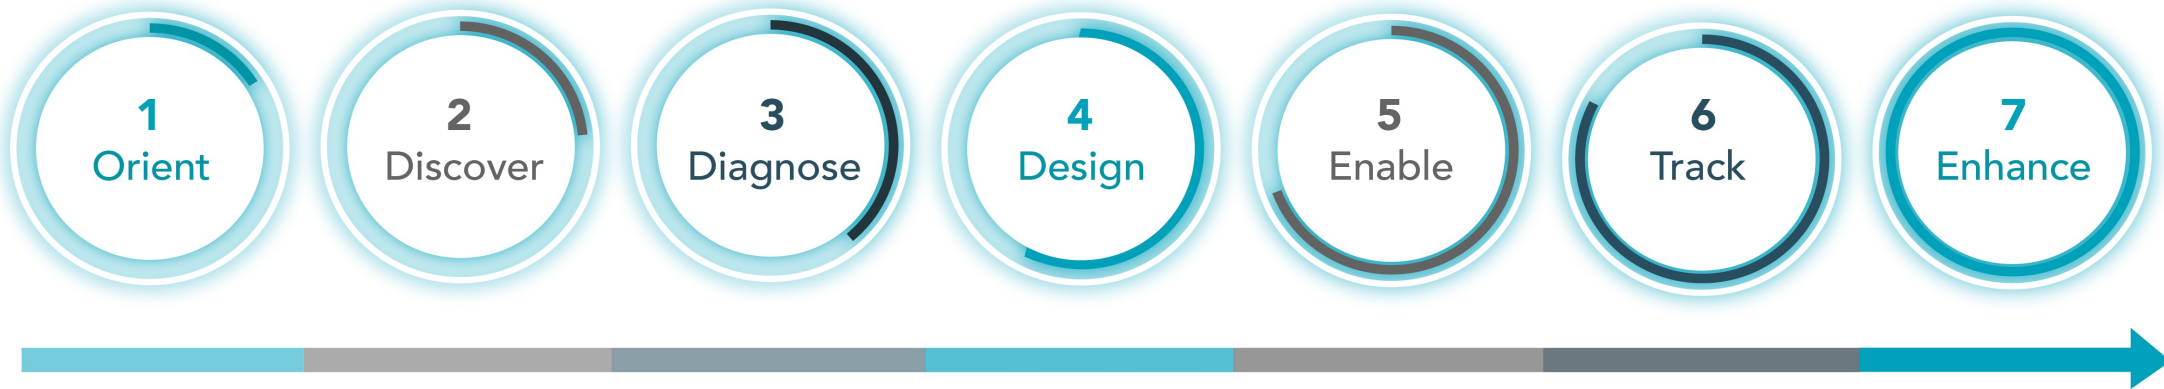 1
Orient
2
Discover
3
Diagnose
4
Design
5
Enable
6
Track
7
Enhance